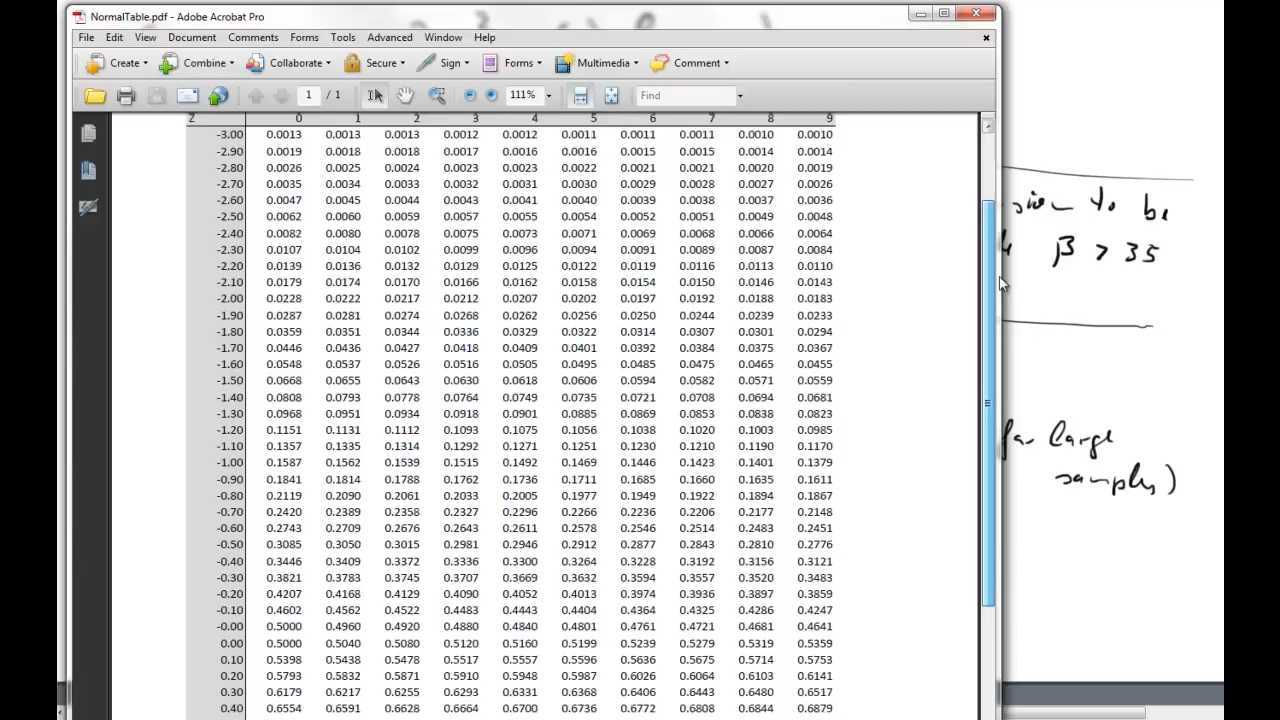 NormalTable.pdf - Adobe Acrobat Pro
File Edit View Document Comments Forms Tools Advanced Window Help
Create Combine Collaborate Secure Sign Forms Multimedia Comment
1 / 1 111% Find
Z 0 1 2 3 4 5 6 7 8 9
-3.00 0.0013 0.0013 0.0013 0.0012 0.0012 0.0011 0.0011 0.0011 0.0010 0.0010
-2.90 0.0019 0.0018 0.0018 0.0017 0.0016 0.0016 0.0015 0.0015 0.0014 0.0014
-2.80 0.0026 0.0025 0.0024 0.0023 0.0023 0.0022 0.0021 0.0021 0.0020 0.0019
-2.70 0.0035 0.0034 0.0033 0.0032 0.0031 0.0030 0.0029 0.0028 0.0027 0.0026
-2.60 0.0047 0.0045 0.0044 0.0043 0.0041 0.0040 0.0039 0.0038 0.0037 0.0036
-2.50 0.0062 0.0060 0.0059 0.0057 0.0055 0.0054 0.0052 0.0051 0.0049 0.0048
-2.40 0.0082 0.0080 0.0078 0.0075 0.0073 0.0071 0.0069 0.0068 0.0066 0.0064
-2.30 0.0107 0.0104 0.0102 0.0099 0.0096 0.0094 0.0091 0.0089 0.0087 0.0084
-2.20 0.0139 0.0136 0.0132 0.0129 0.0125 0.0122 0.0119 0.0116 0.0113 0.0110
-2.10 0.0179 0.0174 0.0170 0.0166 0.0162 0.0158 0.0154 0.0150 0.0146 0.0143
-2.00 0.0228 0.0222 0.0217 0.0212 0.0207 0.0202 0.0197 0.0192 0.0188 0.0183
-1.90 0.0287 0.0281 0.0274 0.0268 0.0262 0.0256 0.0250 0.0244 0.0239 0.0233
-1.80 0.0359 0.0351 0.0344 0.0336 0.0329 0.0322 0.0314 0.0307 0.0301 0.0294
-1.70 0.0446 0.0436 0.0427 0.0418 0.0409 0.0401 0.0392 0.0384 0.0375 0.0367
-1.60 0.0548 0.0537 0.0526 0.0516 0.0505 0.0495 0.0485 0.0475 0.0465 0.0455
-1.50 0.0668 0.0655 0.0643 0.0630 0.0618 0.0606 0.0594 0.0582 0.0571 0.0559
-1.40 0.0808 0.0793 0.0778 0.0764 0.0749 0.0735 0.0721 0.0708 0.0694 0.0681
-1.30 0.0968 0.0951 0.0934 0.0918 0.0901 0.0885 0.0869 0.0853 0.0838 0.0823
-1.20 0.1151 0.1131 0.1112 0.1093 0.1075 0.1056 0.1038 0.1020 0.1003 0.0985
-1.10 0.1357 0.1335 0.1314 0.1292 0.1271 0.1251 0.1230 0.1210 0.1190 0.1170
-1.00 0.1587 0.1562 0.1539 0.1515 0.1492 0.1469 0.1446 0.1423 0.1401 0.1379
-0.90 0.1841 0.1814 0.1788 0.1762 0.1736 0.1711 0.1685 0.1660 0.1635 0.1611
-0.80 0.2119 0.2090 0.2061 0.2033 0.2005 0.1977 0.1949 0.1922 0.1894 0.1867
-0.70 0.2420 0.2389 0.2358 0.2327 0.2296 0.2266 0.2236 0.2206 0.2177 0.2148
-0.60 0.2743 0.2709 0.2676 0.2643 0.2611 0.2578 0.2546 0.2514 0.2483 0.2451
-0.50 0.3085 0.3050 0.3015 0.2981 0.2946 0.2912 0.2877 0.2843 0.2810 0.2776
-0.40 0.3446 0.3409 0.3372 0.3336 0.3300 0.3264 0.3228 0.3192 0.3156 0.3121
-0.30 0.3821 0.3783 0.3745 0.3707 0.3669 0.3632 0.3594 0.3557 0.3520 0.3483
-0.20 0.4207 0.4168 0.4129 0.4090 0.4052 0.4013 0.3974 0.3936 0.3897 0.3859
-0.10 0.4602 0.4562 0.4522 0.4483 0.4443 0.4404 0.4364 0.4325 0.4286 0.4247
-0.00 0.5000 0.4960 0.4920 0.4880 0.4840 0.4801 0.4761 0.4721 0.4681 0.4641
0.00 0.5000 0.5040 0.5080 0.5120 0.5160 0.5199 0.5239 0.5279 0.5319 0.5359
0.10 0.5398 0.5438 0.5478 0.5517 0.5557 0.5596 0.5636 0.5675 0.5714 0.5753
0.20 0.5793 0.5832 0.5871 0.5910 0.5948 0.5987 0.6026 0.6064 0.6103 0.6141
0.30 0.6179 0.6217 0.6255 0.6293 0.6331 0.6368 0.6406 0.6443 0.6480 0.6517
0.40 0.6554 0.6591 0.6628 0.6664 0.6700 0.6736 0.6772 0.6808 0.6844 0.6879
to be
β > 35
for large
samples)